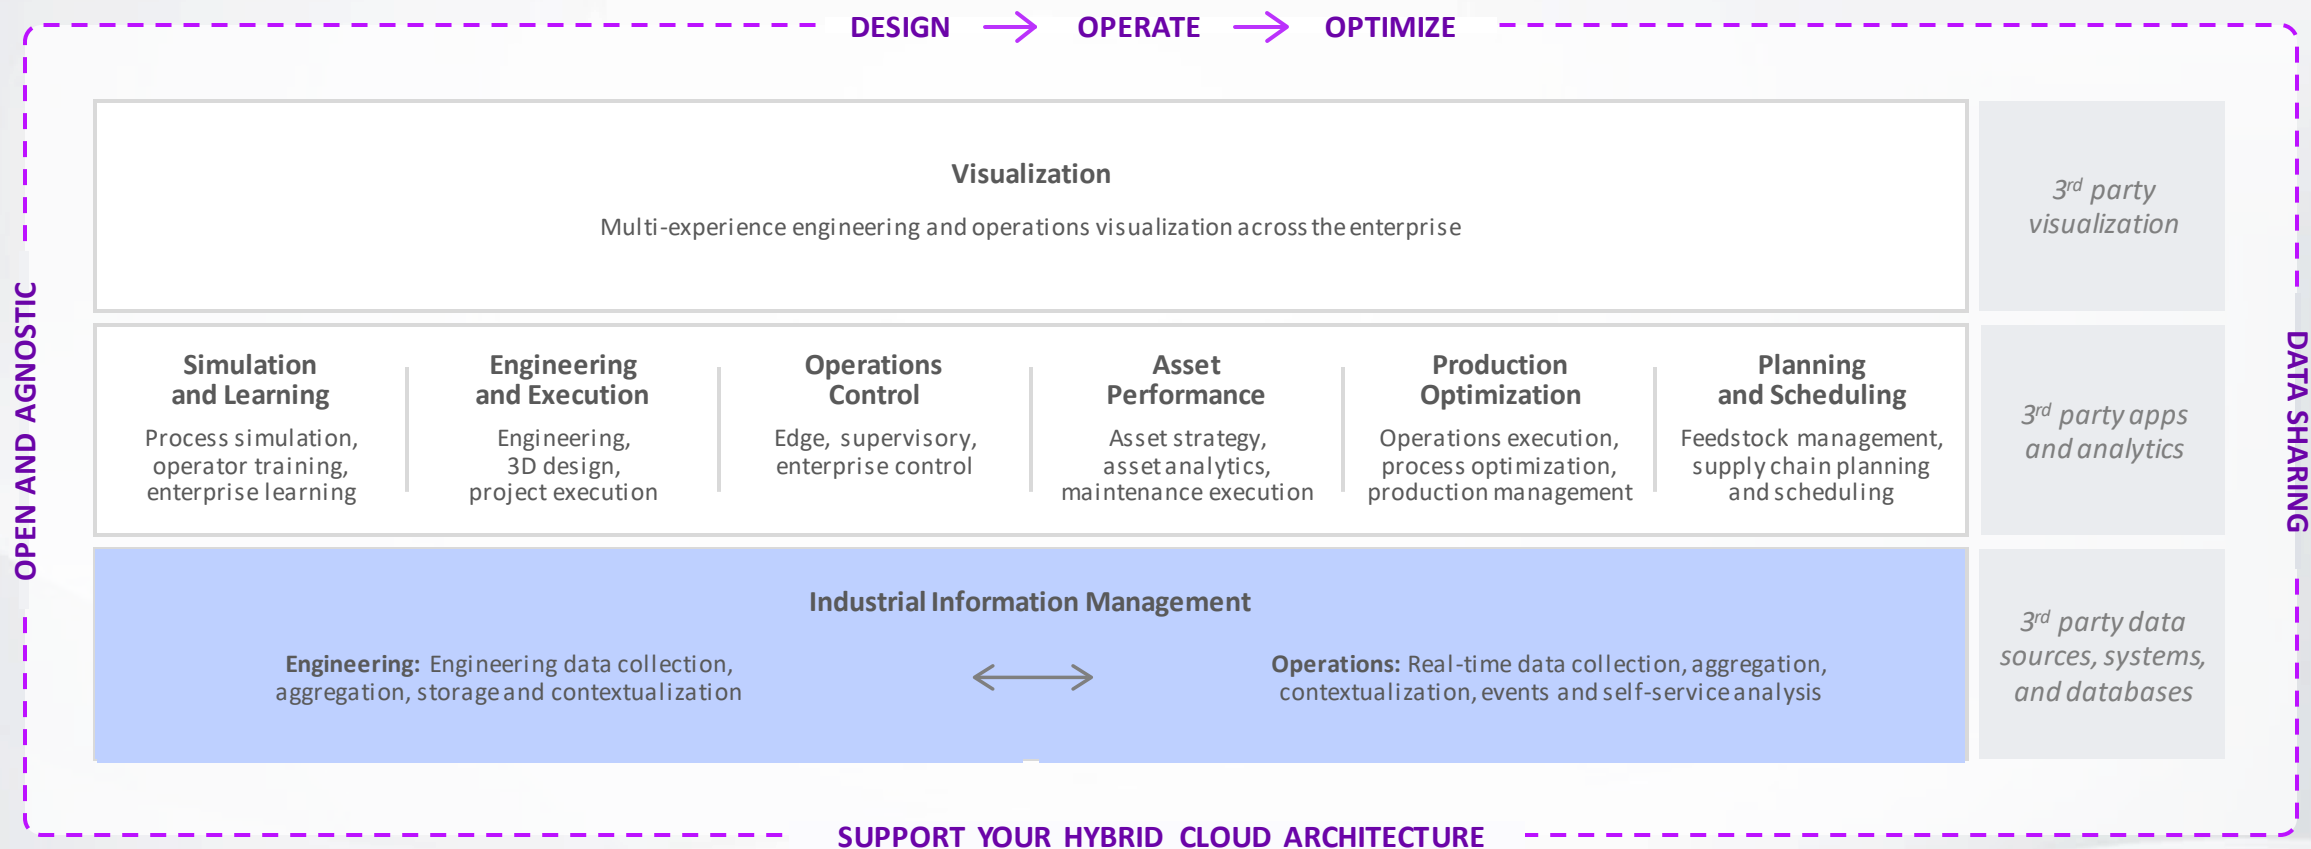 DESIGN → OPERATE → OPTIMIZE
OPEN AND AGNOSTIC
Visualization
Multi-experience engineering and operations visualization across the enterprise
3rd party
visualization
Simulation
and Learning
Process simulation,
operator training,
enterprise learning
Engineering
and Execution
Engineering,
3D design,
project execution
Operations
Control
Edge, supervisory,
enterprise control
Asset
Performance
Asset strategy,
asset analytics,
maintenance execution
Production
Optimization
Operations execution,
process optimization,
production management
Planning
and Scheduling
Feedstock management,
supply chain planning
and scheduling
3rd party apps
and analytics
Industrial Information Management
Engineering: Engineering data collection,
aggregation, storage and contextualization
Operations: Real-time data collection, aggregation,
contextualization, events and self-service analysis
3rd party data
sources, systems,
and databases
DATA SHARING
SUPPORT YOUR HYBRID CLOUD ARCHITECTURE